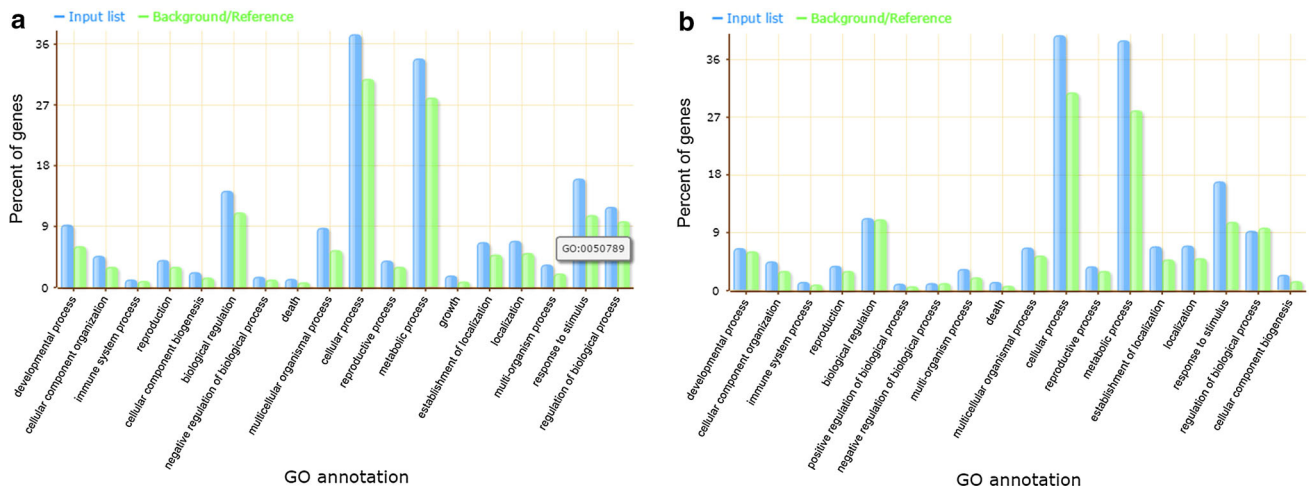 a
Input list
Background/Reference
Percent of genes
36
27
18
9
0
GO:0050789
developmental process
cellular component organization
immune system process
reproduction
cellular component biogenesis
biological regulation
negative regulation of biological process
death
multicellular organismal process
cellular process
reproductive process
metabolic process
growth
establishment of localization
localization
multi-organism process
response to stimulus
regulation of biological process
GO annotation
b
Input list
Background/Reference
Percent of genes
36
27
18
9
0
developmental process
cellular component organization
immune system process
reproduction
biological regulation
positive regulation of biological process
negative regulation of biological process
multi-organism process
death
multicellular organismal process
cellular process
reproductive process
metabolic process
establishment of localization
localization
response to stimulus
regulation of biological process
cellular component biogenesis
GO annotation